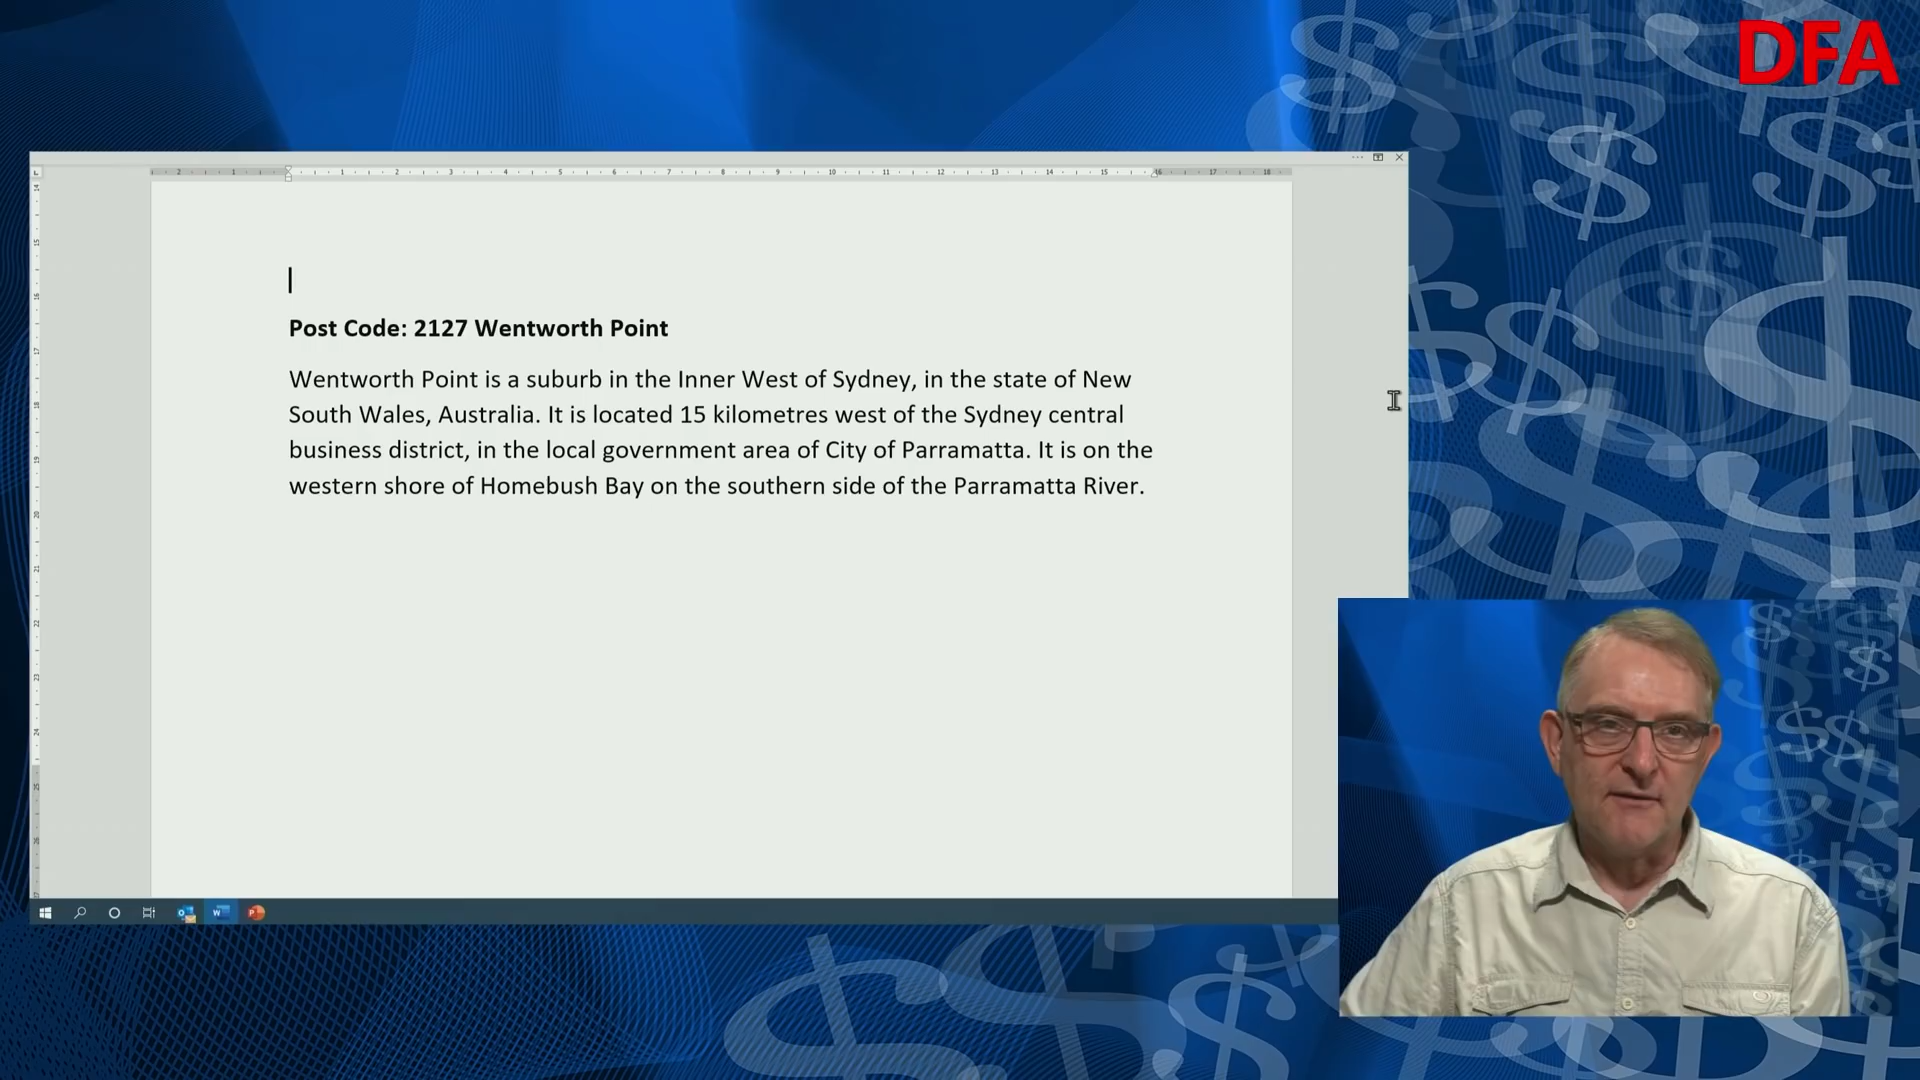 DFA
Post Code: 2127 Wentworth Point
Wentworth Point is a suburb in the Inner West of Sydney, in the state of New
South Wales, Australia. It is located 15 kilometres west of the Sydney central
business district, in the local government area of City of Parramatta. It is on the
western shore of Homebush Bay on the southern side of the Parramatta River.